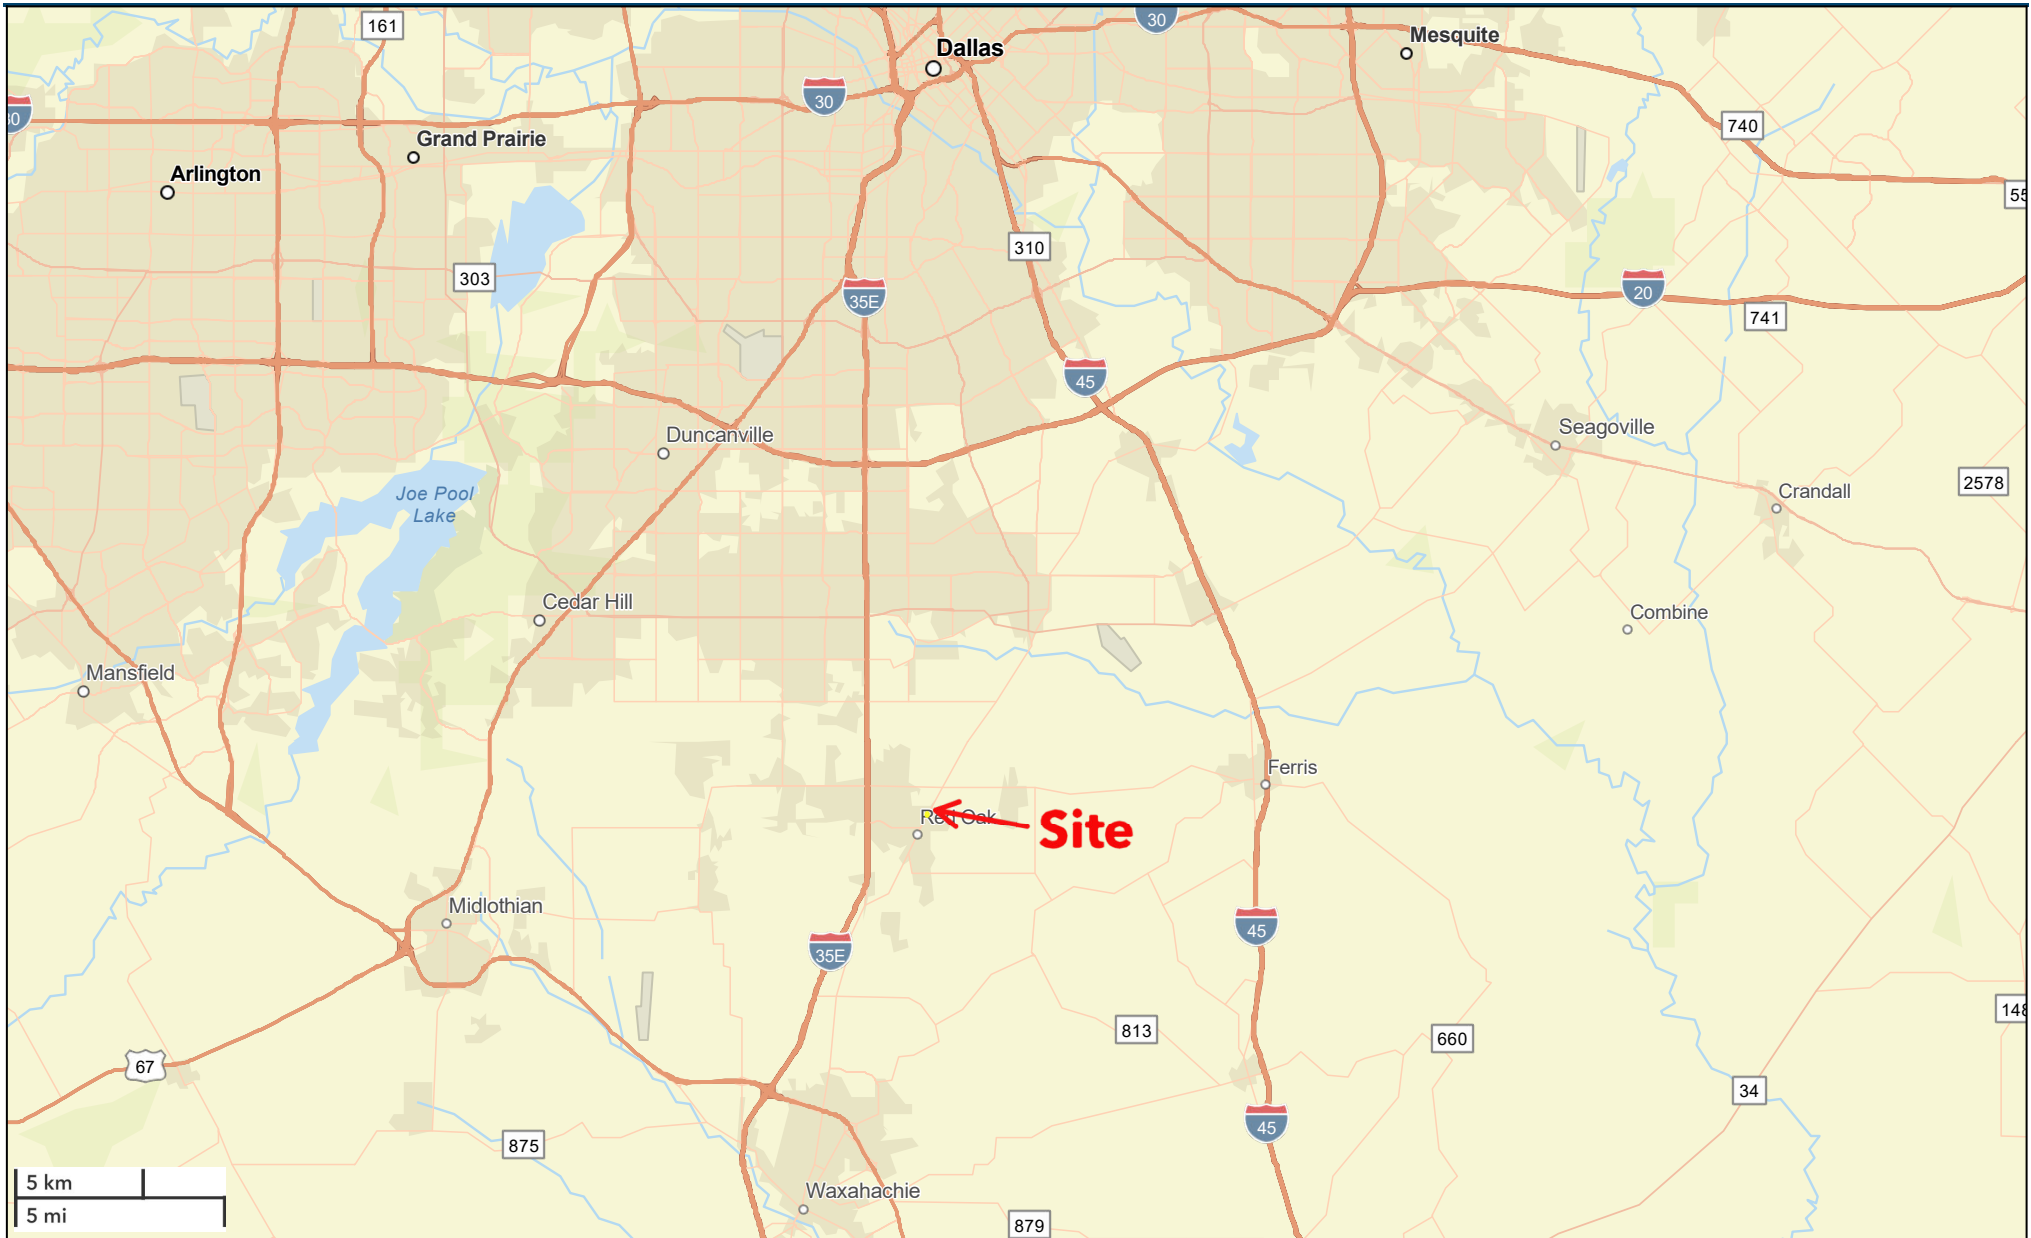 161
30
Dallas
Mesquite
30
30
740
Grand Prairie
Arlington
310
303
35E
20
741
45
Duncanville
Seagoville
2578
Crandall
Joe Pool
Lake
Cedar Hill
Combine
Mansfield
Ferris
Red Oak
Site
Midlothian
45
35E
813
660
148
67
34
45
875
5 km
Waxahachie
5 mi
879